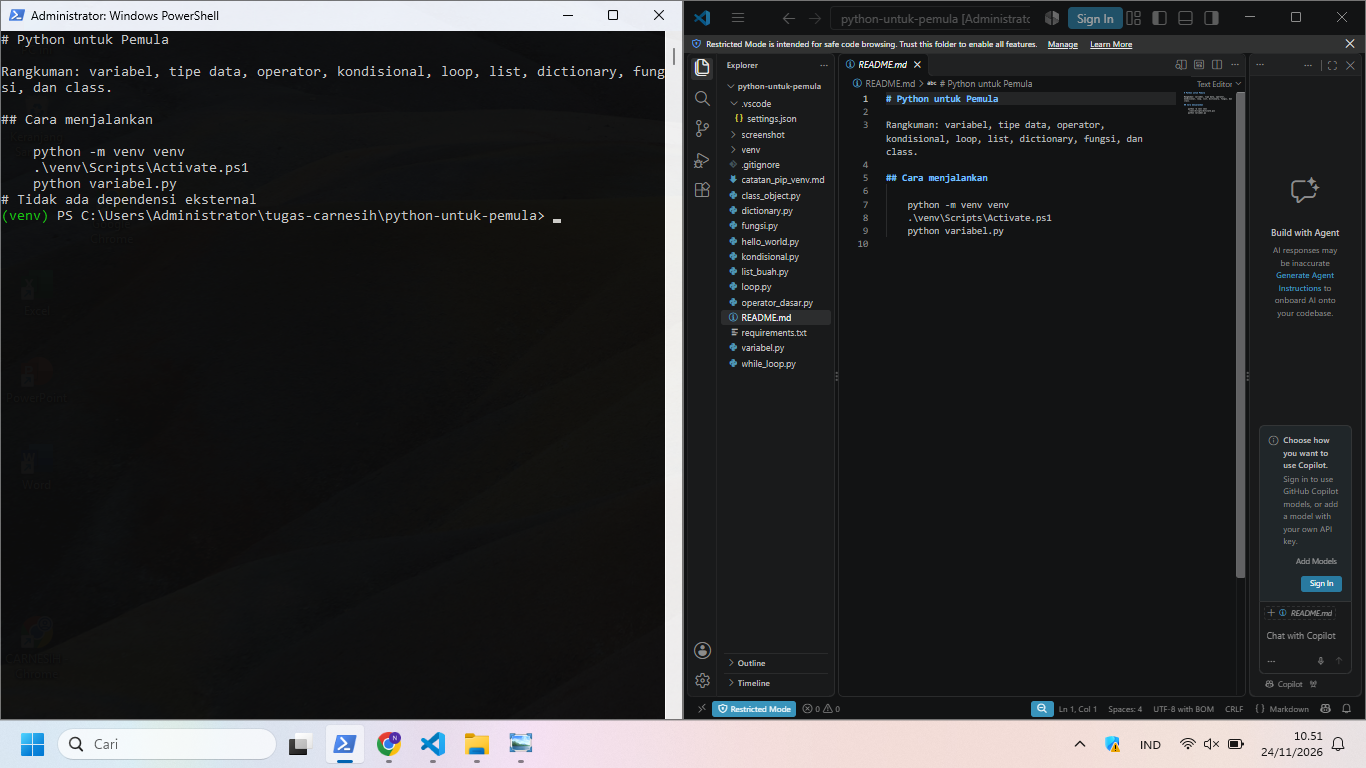 Administrator: Windows PowerShell
# Python untuk Pemula
Rangkuman: variabel, tipe data, operator, kondisional, loop, list, dictionary, fung
si, dan class.
## Cara menjalankan
python -m venv venv
.\venv\Scripts\Activate.ps1
python variabel.py
# Tidak ada dependensi eksternal
(venv) PS C:\Users\Administrator\tugas-carnesih\python-untuk-pemula>
Excel
PowerPoint
Word
python-untuk-pemula [Administrato
Sign In
Restricted Mode is intended for safe code browsing. Trust this folder to enable all features. Manage Learn More
Explorer
python-untuk-pemula
.vscode
settings.json
screenshot
venv
.gitignore
catatan_pip_venv.md
class_object.py
dictionary.py
fungsi.py
hello_world.py
kondisional.py
list_buah.py
loop.py
operator_dasar.py
README.md
requirements.txt
variabel.py
while_loop.py
Outline
Timeline
README.md
README.md > # Python untuk Pemula
Text Editor
1 # Python untuk Pemula
2
3 Rangkuman: variabel, tipe data, operator,
kondisional, loop, list, dictionary, fungsi, dan
class.
4
5 ## Cara menjalankan
6
7 python -m venv venv
8 .\venv\Scripts\Activate.ps1
9 python variabel.py
10
Build with Agent
AI responses may
be inaccurate
Generate Agent
Instructions to
onboard AI onto
your codebase.
Choose how
you want to
use Copilot.
Sign in to use
GitHub Copilot
models, or add
a model with
your own API
key.
Add Models
Sign In
README.md
Chat with Copilot
Copilot
Restricted Mode 0 0
Ln 1, Col 1 Spaces: 4 UTF-8 with BOM CRLF Markdown
Cari
IND
10.51
24/11/2026